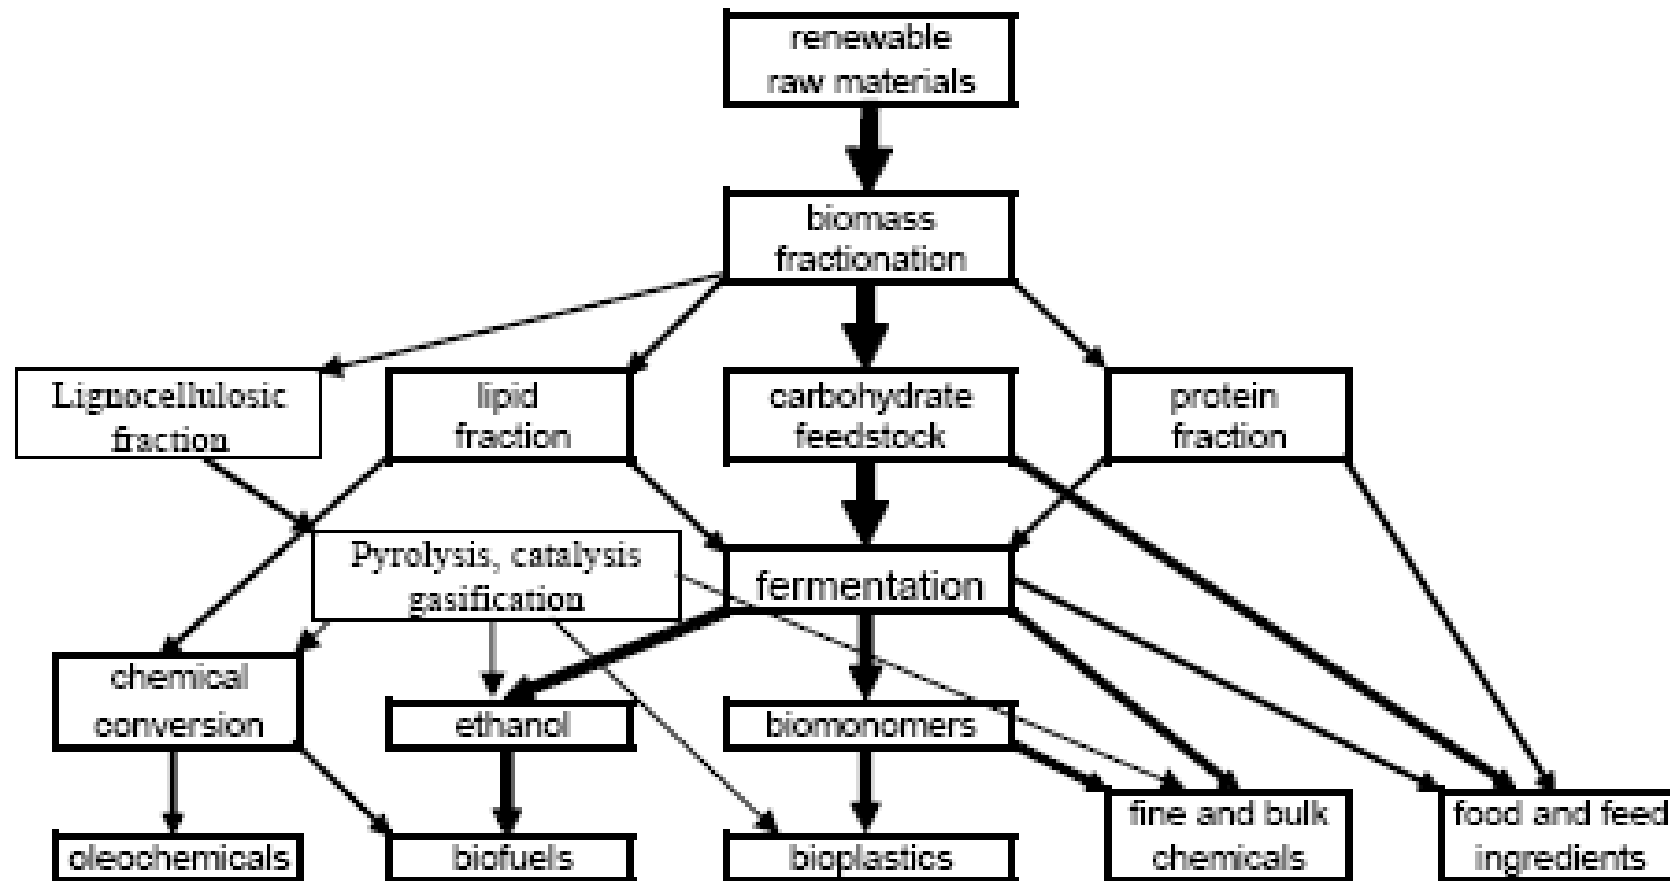 renewable
raw materials
biomass
fractionation
Lignocellulosic
fraction
lipid
fraction
carbohydrate
feedstock
protein
fraction
Pyrolysis, catalysis
gasification
fermentation
chemical
conversion
ethanol
biomonomers
fine and bulk
chemicals
food and feed
ingredients
oleochemicals
biofuels
bioplastics